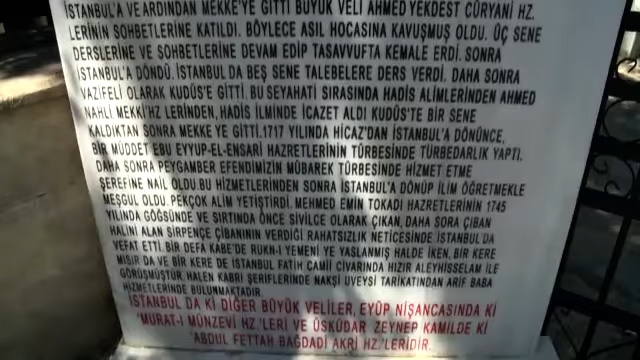 İSTANBUL'A VE ARDINDAN MEKKE'YE GİTTİ BÜYÜK VELİ AHMED YEKDEST CÜRYANİ HZ.
LERİNİN SOHBETLERİNE KATILDI. BÖYLECE ASIL HOCASINA KAVUŞMUŞ OLDU. ÜÇ SENE
DERSLERİNE VE SOHBETLERİNE DEVAM EDİP TASAVVUFTA KEMALE ERDİ. SONRA
İSTANBUL'A DÖNDÜ. İSTANBUL'DA BEŞ SENE TALEBELERE DERS VERDİ. DAHA SONRA
VAZİFELİ OLARAK KUDÜS'E GİTTİ. BU SEYAHATİ SIRASINDA HADİS ALİMLERİNDEN AHMED
NAHLİ MEKKİ'HZ LERİNDEN, HADİS İLMİNDE İCAZET ALDI KUDÜS'TE BİR SENE
KALDIKTAN SONRA MEKKE YE GİTTİ.1717 YILINDA HİCAZ'DAN İSTANBUL'A DÖNÜNCE,
BİR MÜDDET EBU EYYUP-EL-ENSARİ HAZRETLERİNİN TÜRBESİNDE TÜRBEDARLIK YAPTI.
DAHA SONRA PEYGAMBER EFENDİMİZİN MÜBAREK TÜRBESİNDE HİZMET ETME
ŞEREFİNE NAİL OLDU.BU HİZMETLERİNDEN SONRA İSTANBUL'A DÖNÜP İLİM ÖĞRETMEKLE
MEŞGUL OLDU. PEKÇOK ALİM YETİŞTİRDİ. MEHMED EMİN TOKADİ HAZRETLERİNİN 1745
YILINDA GÖĞSÜNDE VE SIRTINDA ÖNCE SİVİLCE OLARAK ÇIKAN, DAHA SORA ÇIBAN
HALİNİ ALAN ŞİRPENÇE ÇIBANININ VERDİĞİ RAHATSIZLIK NETİCESİNDE İSTANBUL'DA
VEFAT ETTİ. BİR DEFA KABE'DE RUKN-I YEMENİ YE YASLANMIŞ HALDE İKEN, BİR KERE
MISIR DA VE BİR KERE DE İSTANBUL FATİH CAMİİ CİVARINDA HIZIR ALEYHİSSELAM İLE
GÖRÜŞMÜŞTÜR. HALEN KABRİ ŞERİFLERİNDE NAKŞİ UVEYSİ TARİKATINDAN ARİF BABA
HİZMETLERİNDE BULUNMAKTADIR.
İSTANBUL DA Kİ DİĞER BÜYÜK VELİLER, EYÜP NİŞANCASINDA Kİ
'MURAT-I MÜNZEVİ HZ.'LERİ VE ÜSKÜDAR ZEYNEP KAMİLDE Kİ
'ABDUL FETTAH BAĞDADİ AKRİ HZ.'LERİDİR.